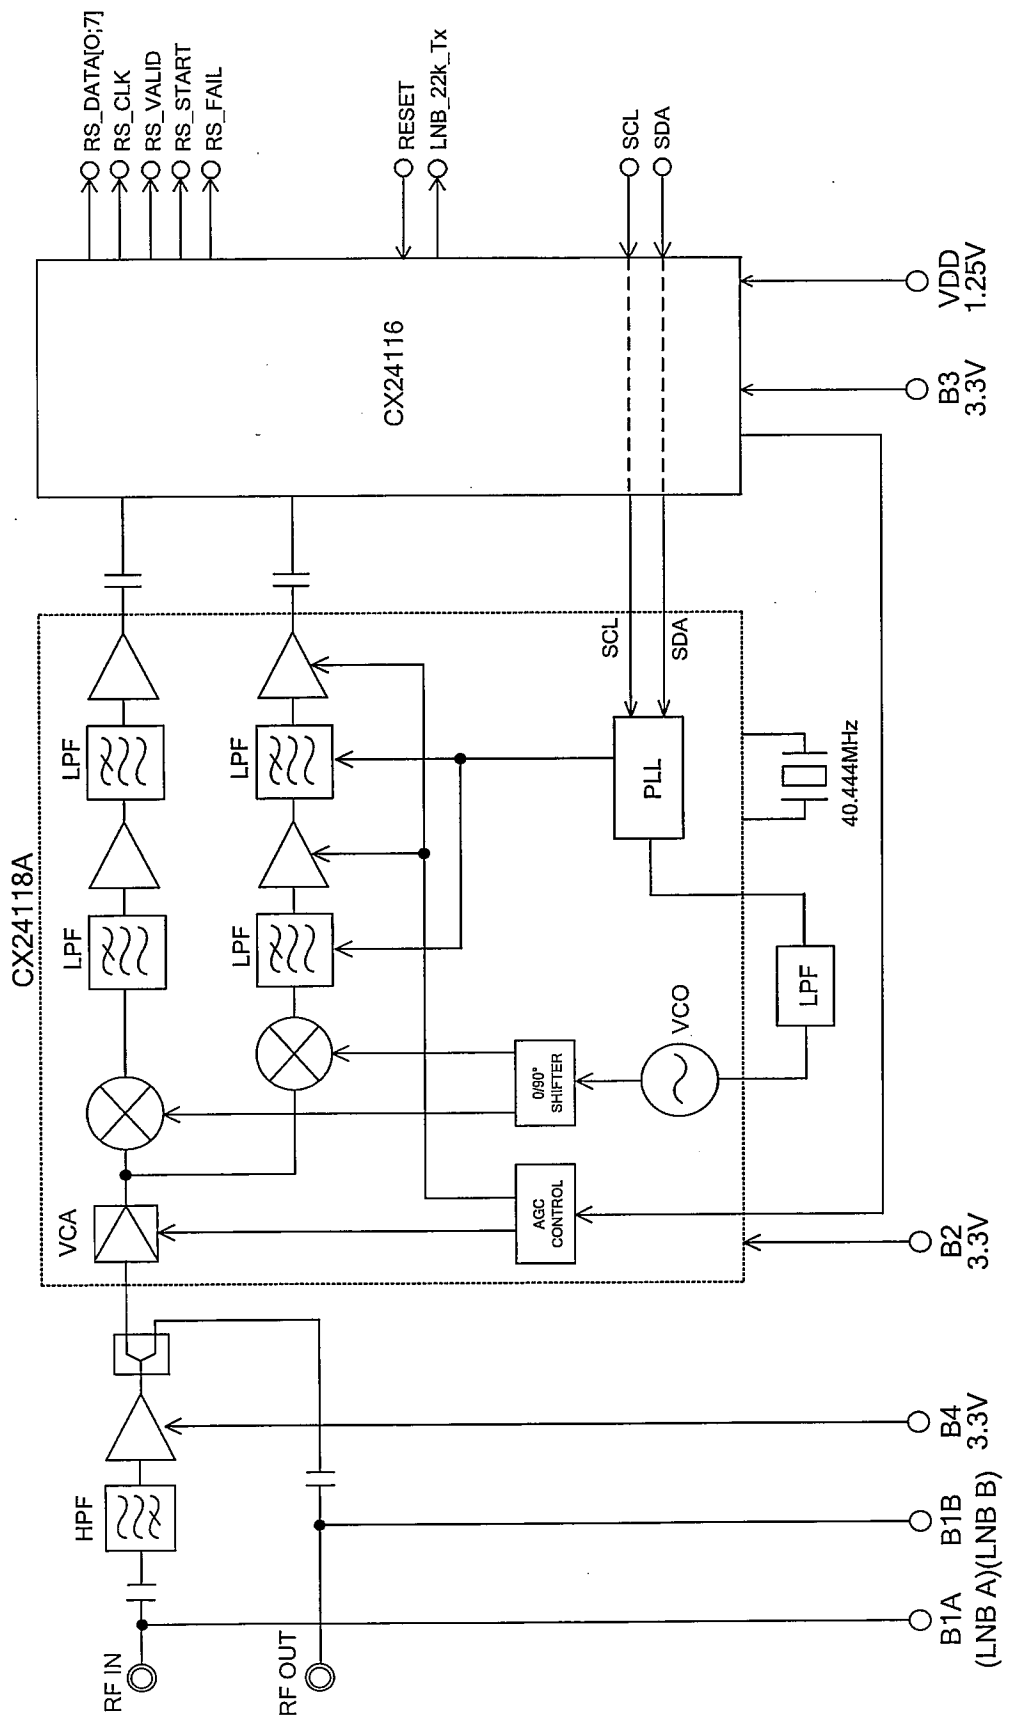 RF IN
RF OUT
HPF
B1A
(LNB A)
B1B
(LNB B)
B4
3.3V
CX24118A
VCA
AGC
CONTROL
B2
3.3V
0/90°
SHIFTER
VCO
LPF
LPF
LPF
LPF
LPF
PLL
SCL
SDA
40.444MHz
CX24116
B3
3.3V
VDD
1.25V
RS_DATA[0;7]
RS_CLK
RS_VALID
RS_START
RS_FAIL
RESET
LNB_22k_Tx
SCL
SDA